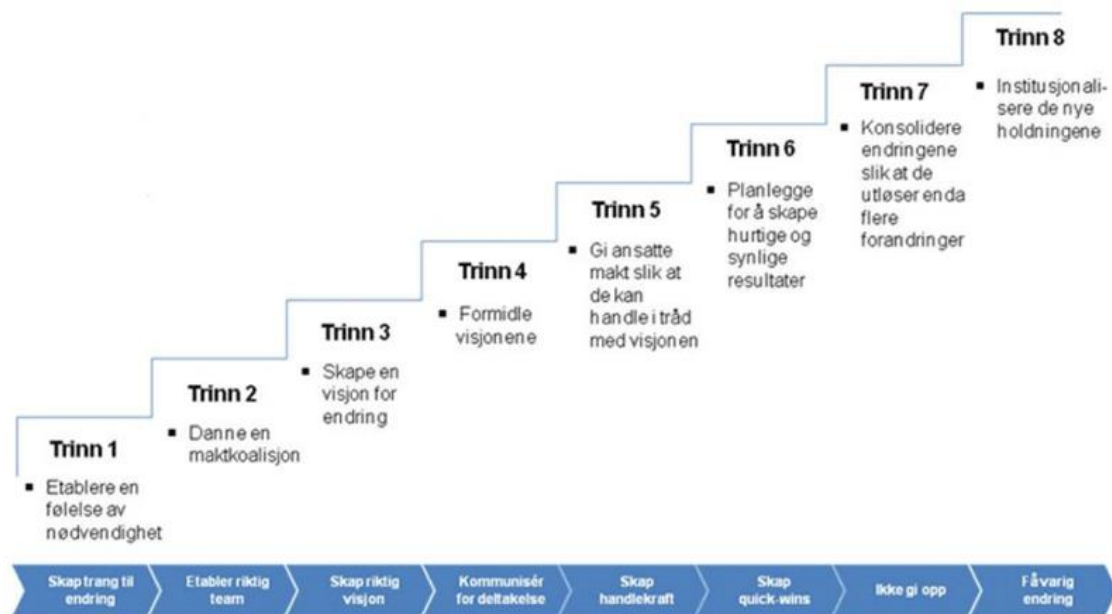 Trinn 1
▪ Etablere en
følelse av
nødvendighet
Trinn 2
▪ Danne en
maktkoalisjon
Trinn 3
▪ Skape en
visjon for
endring
Trinn 4
▪ Formidle
visjonene
Trinn 5
▪ Gi ansatte
makt slik at
de kan
handle i tråd
med visjonen
Trinn 6
▪ Planlegge
for å skape
hurtige og
synlige
resultater
Trinn 7
▪ Konsolidere
endringene
slik at de
utløser enda
flere
forandringer
Trinn 8
▪ Institusjonali-
sere de nye
holdningene
Skap trang til
endring
Etabler riktig
team
Skap riktig
visjon
Kommunisér
for deltakelse
Skap
handlekraft
Skap
quick-wins
Ikke gi opp
Få varig
endring